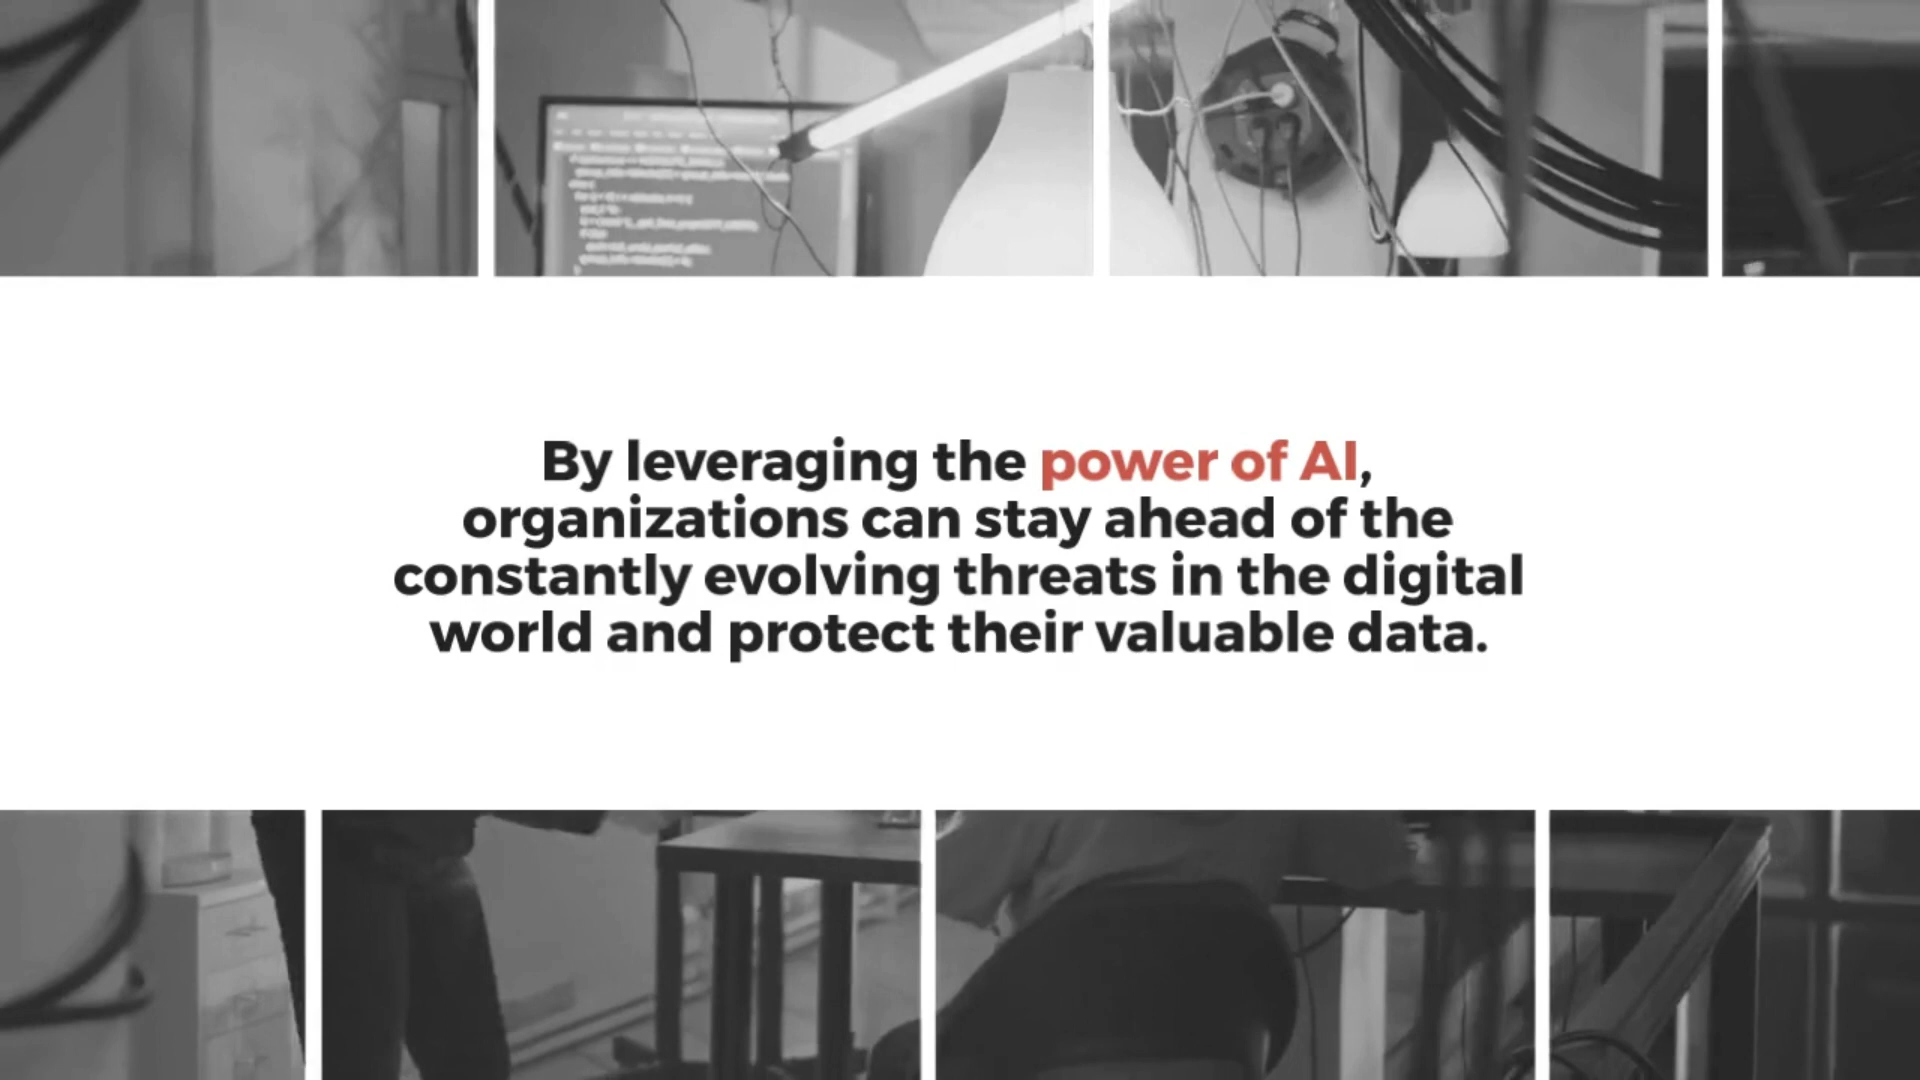 By leveraging the power of AI,
organizations can stay ahead of the
constantly evolving threats in the digital
world and protect their valuable data.